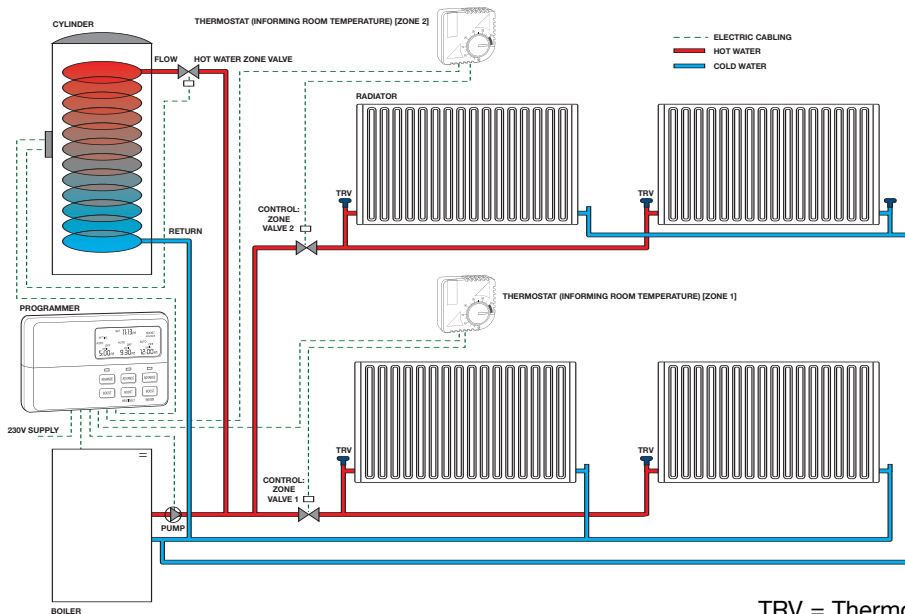 THERMOSTAT (INFORMING ROOM TEMPERATURE) [ZONE 2]
CYLINDER
ELECTRIC CABLING
HOT WATER
COLD WATER
FLOW
HOT WATER ZONE VALVE
RADIATOR
TRV
TRV
CONTROL:
ZONE
VALVE 2
RETURN
THERMOSTAT (INFORMING ROOM TEMPERATURE) [ZONE 1]
PROGRAMMER
11.13
5:00 9.30 12:00
ADVANCE ADVANCE ADVANCE
BOOST BOOST BOOST
230V SUPPLY
TRV
TRV
CONTROL:
ZONE
VALVE 1
PUMP
BOILER
TRV = Thermo